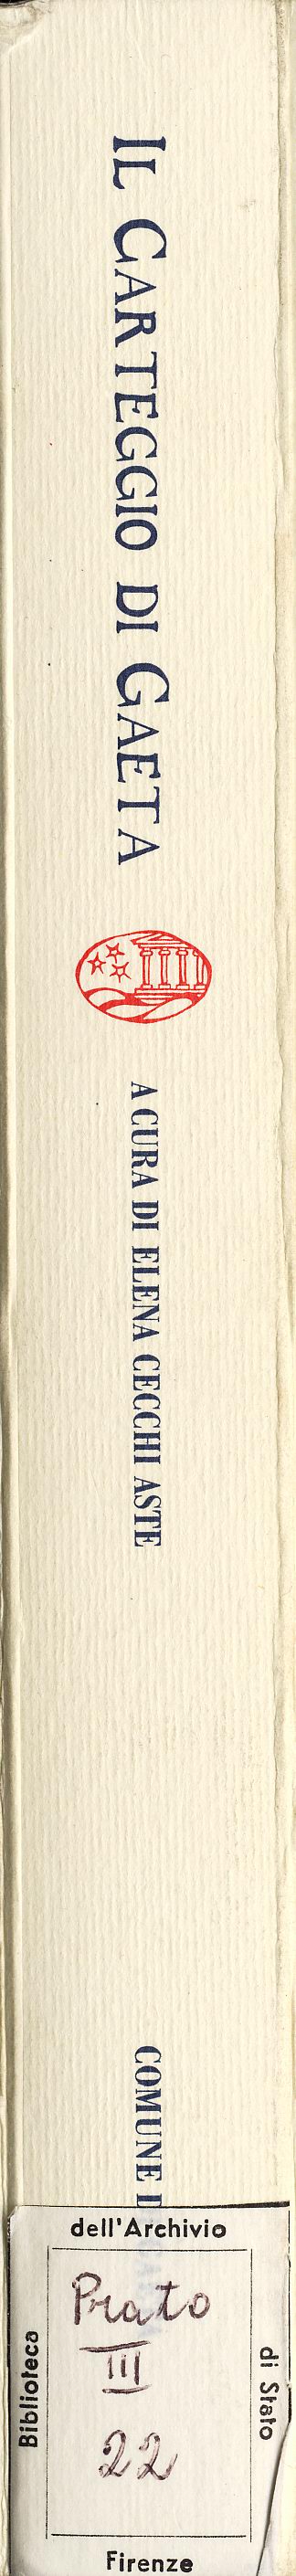 IL CARTEGGIO DI GAETA
A CURA DI ELENA CECCHI ASTE
COMUNE D
Biblioteca
dell'Archivio
di Stato
Firenze
Prato
III
22